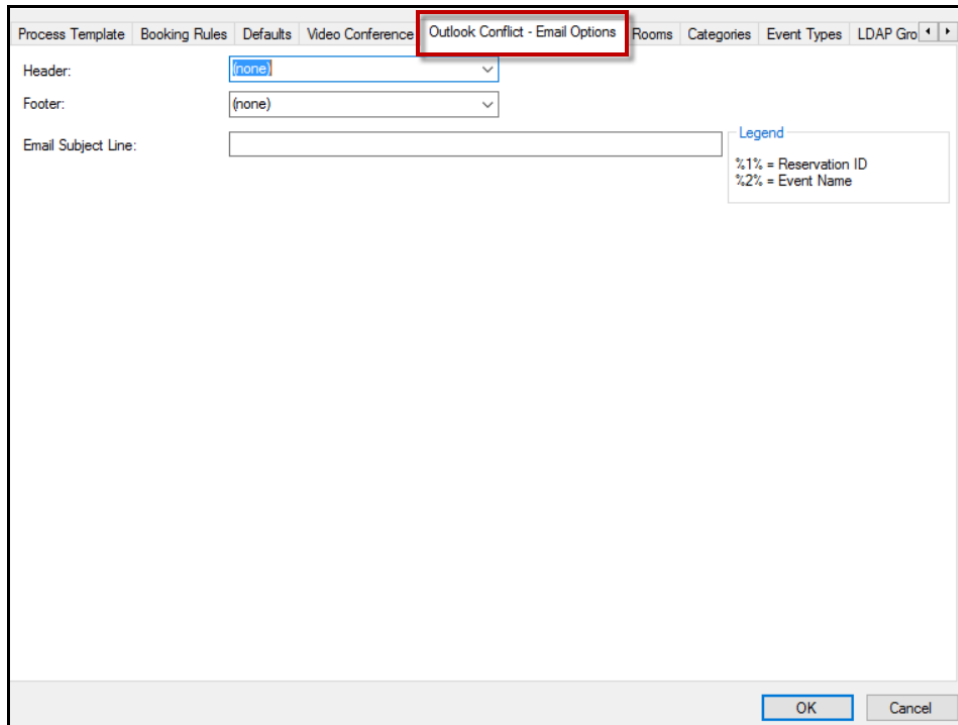 Process Template Booking Rules Defaults Video Conference Outlook Conflict - Email Options Rooms Categories Event Types LDAP Gro
Header: (none)
Footer: (none)
Email Subject Line:
Legend
%1% = Reservation ID
%2% = Event Name
OK Cancel